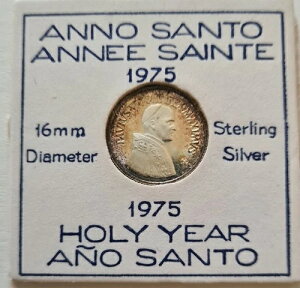 ANNO SANTO
ANNEE SAINTE
1975
16mm
Diameter
Sterling
Silver
1975
HOLY YEAR
AÑO SANTO